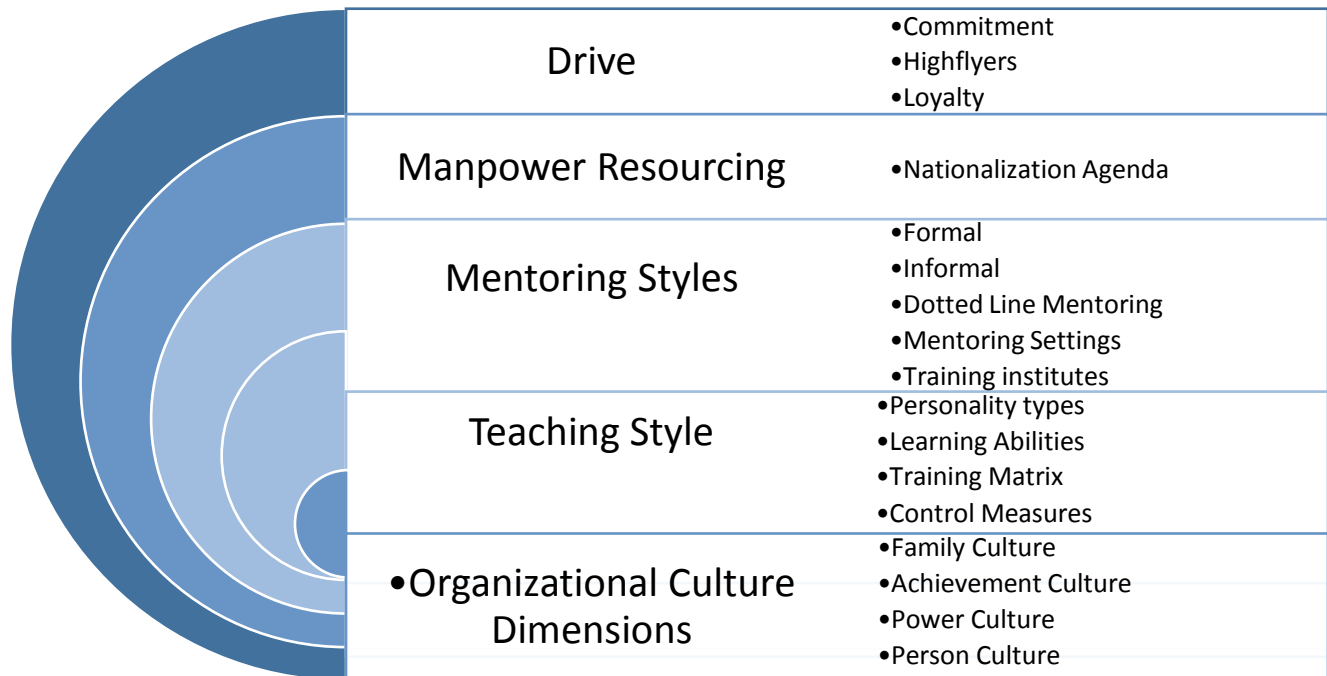 Drive
•Commitment
•Highflyers
•Loyalty
Manpower Resourcing
•Nationalization Agenda
Mentoring Styles
•Formal
•Informal
•Dotted Line Mentoring
•Mentoring Settings
•Training institutes
Teaching Style
•Personality types
•Learning Abilities
•Training Matrix
•Control Measures
•Organizational Culture
Dimensions
•Family Culture
•Achievement Culture
•Power Culture
•Person Culture